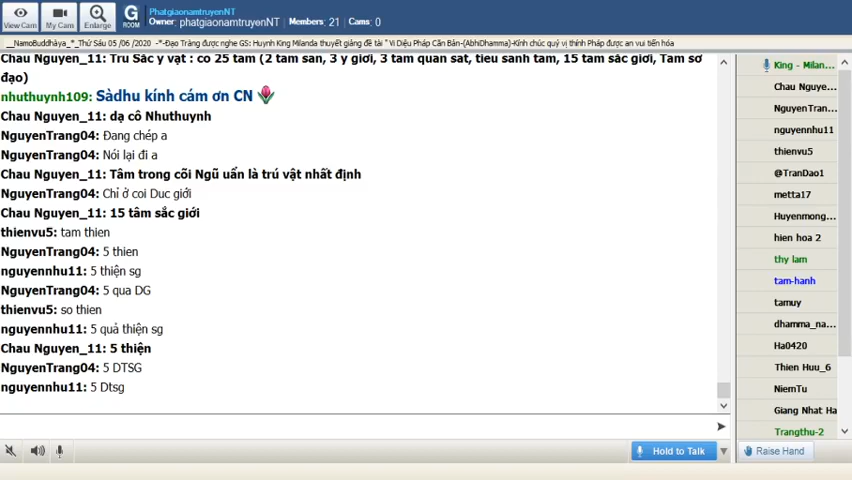 PhatgiaonamtruyenNT
Owner: phatgiaonamtruyenNT Members: 21 Cams: 0
View Cam My Cam Enlarge ROOM
__NamoBuddhàya_*_Thứ Sáu 05 /06 /2020 -*-Đạo Tràng được nghe GS: Huynh King Milanda thuyết giảng đề tài " Vi Diệu Pháp Căn Bản-(AbhiDhamma)-Kính chúc quý vị thính Pháp được an vui tiến hóa
Chau Nguyen_11: Trú Sắc ý vật : có 25 tâm (2 tâm sân, 3 ý giới, 3 tâm quan sát, tiếu sanh tâm, 15 tâm sắc giới, Tâm sơ
đạo)
nhuthuynh109: Sàdhu kính cám ơn CN
Chau Nguyen_11: dạ cô Nhuthuynh
NguyenTrang04: Đang chép a
NguyenTrang04: Nói lại đi a
Chau Nguyen_11: Tâm trong cõi Ngũ uẩn là trú vật nhất định
NguyenTrang04: Chỉ ở coi Duc giới
Chau Nguyen_11: 15 tâm sắc giới
thienvu5: tam thien
NguyenTrang04: 5 thien
nguyennhu11: 5 thiện sg
NguyenTrang04: 5 qua DG
thienvu5: so thien
nguyennhu11: 5 quả thiện sg
Chau Nguyen_11: 5 thiện
NguyenTrang04: 5 DTSG
nguyennhu11: 5 Dtsg
King - Milan...
Chau Nguye...
NguyenTran...
nguyennhu11
thienvu5
@TranDao1
metta17
Huyenmong...
hien hoa 2
thy lam
tam-hanh
tamuy
dhamma_na...
Ha0420
Thien Huu_6
NiemTu
Giang Nhat Ha
Trangthu-2
Hold to Talk
Raise Hand